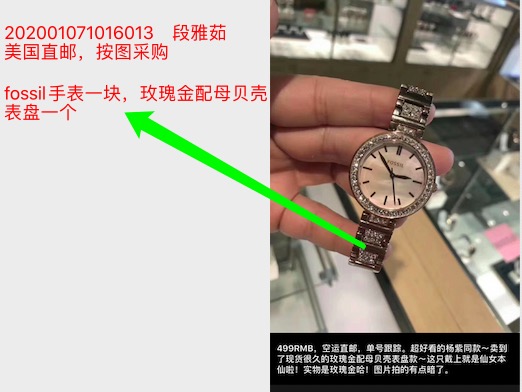 202001071016013 段雅茹
美国直邮，按图采购
fossil手表一块，玫瑰金配母贝壳
表盘一个
FOSSIL
499RMB，空运直邮，单号跟踪。超好看的杨紫同款～卖到
了现货很久的玫瑰金配母贝壳表盘款～这只戴上就是仙女本
仙啦！实物是玫瑰金哈！图片拍的有点暗了。